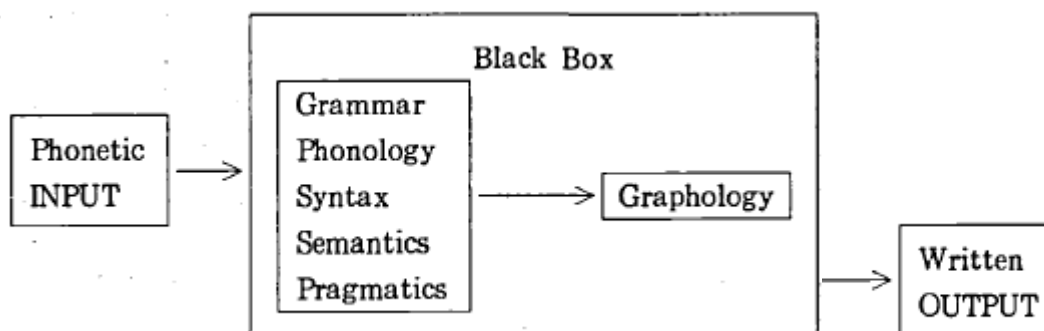 Black Box
Phonetic
INPUT
Grammar
Phonology
Syntax
Semantics
Pragmatics
Graphology
Written
OUTPUT